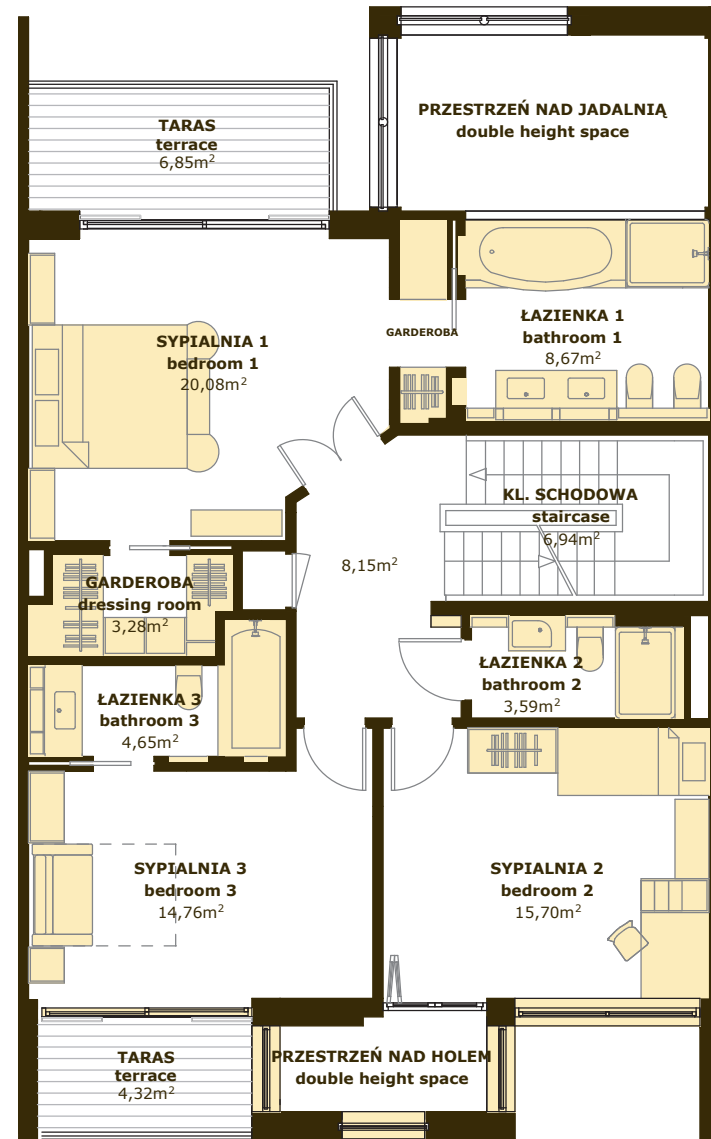 PRZESTRZEŃ NAD JADALNIĄ
double height space
TARAS
terrace
6,85m²
ŁAZIENKA 1
bathroom 1
8,67m²
GARDEROBA
SYPIALNIA 1
bedroom 1
20,08m²
KL. SCHODOWA
staircase
6,94m²
8,15m²
GARDEROBA
dressing room
3,28m²
ŁAZIENKA 2
bathroom 2
3,59m²
ŁAZIENKA 3
bathroom 3
4,65m²
SYPIALNIA 3
bedroom 3
14,76m²
SYPIALNIA 2
bedroom 2
15,70m²
TARAS
terrace
4,32m²
PRZESTRZEŃ NAD HOLEM
double height space